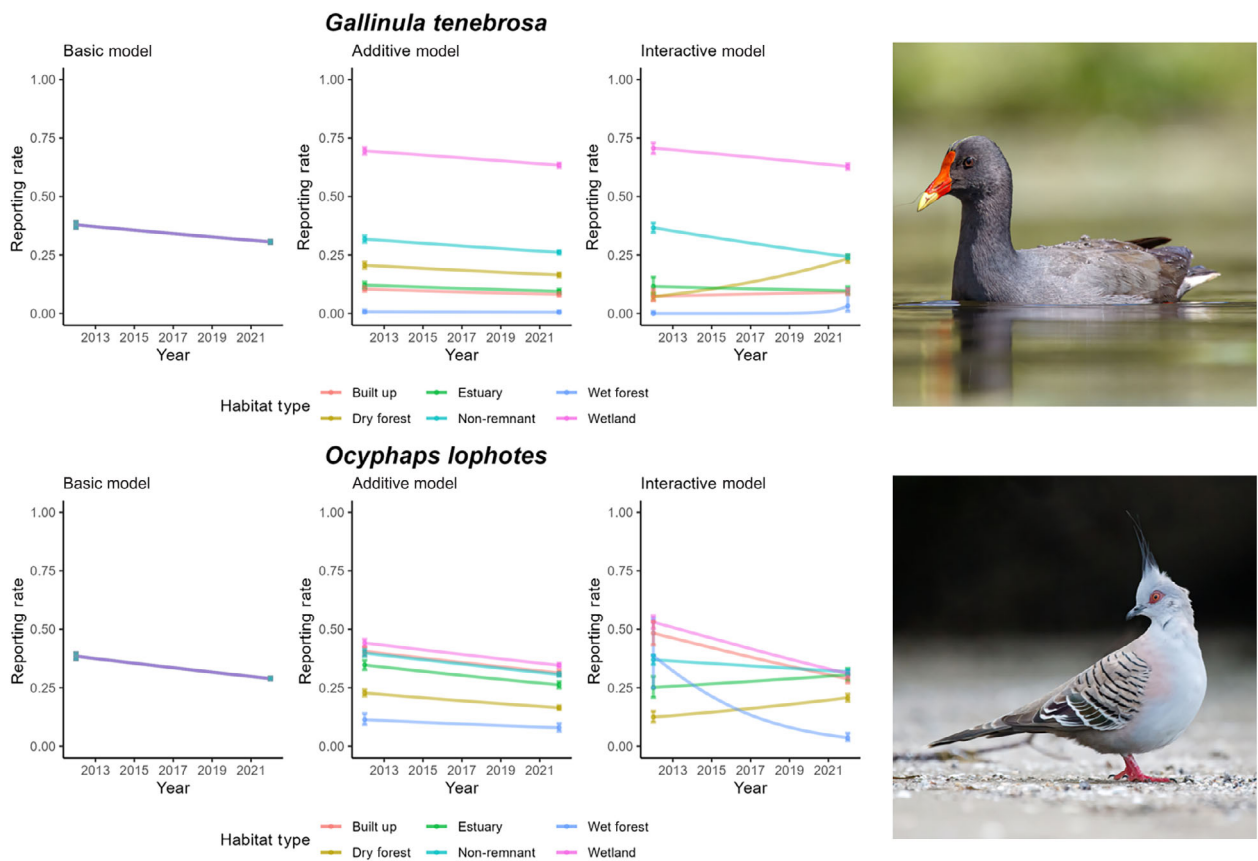 Gallinula tenebrosa
Basic model
Additive model
Interactive model
Reporting rate
1.00
0.75
0.50
0.25
0.00
2013 2015 2017 2019 2021
Year
Reporting rate
1.00
0.75
0.50
0.25
0.00
2013 2015 2017 2019 2021
Year
Reporting rate
1.00
0.75
0.50
0.25
0.00
2013 2015 2017 2019 2021
Year
Habitat type
Built up
Estuary
Wet forest
Dry forest
Non-remnant
Wetland
Ocyphaps lophotes
Basic model
Additive model
Interactive model
Reporting rate
1.00
0.75
0.50
0.25
0.00
2013 2015 2017 2019 2021
Year
Reporting rate
1.00
0.75
0.50
0.25
0.00
2013 2015 2017 2019 2021
Year
Reporting rate
1.00
0.75
0.50
0.25
0.00
2013 2015 2017 2019 2021
Year
Habitat type
Built up
Estuary
Wet forest
Dry forest
Non-remnant
Wetland